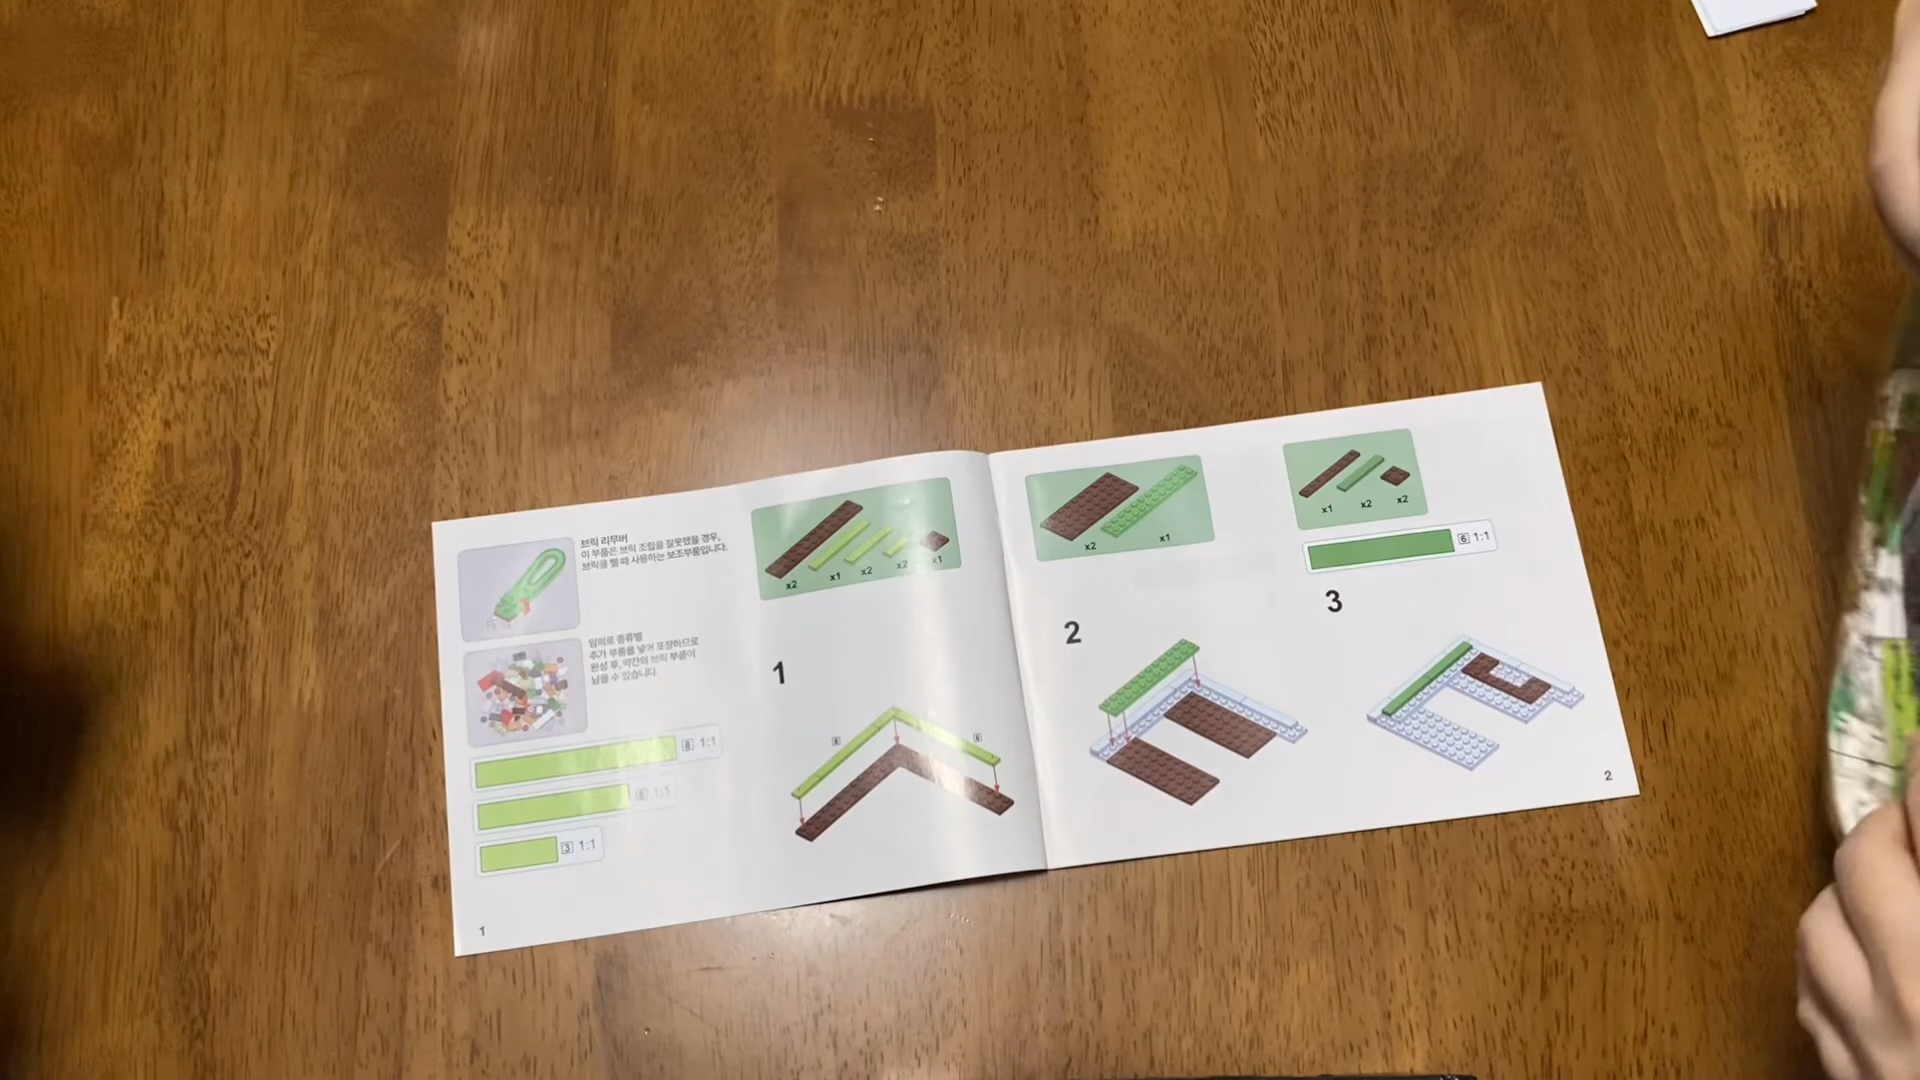 브릭 리무버
이 부품은 브릭 조립을 잘못했을 경우,
브릭을 뺄 때 사용하는 보조부품입니다.
임의로 종류별
추가 부품을 넣어 포장하므로
완성 후, 약간의 브릭 부품이
남을 수 있습니다.
8 1:1
6 1:1
3 1:1
1
x2
x1
x2
x2
x1
1
6
x2
x1
2
x1
x2
x2
6 1:1
3
2